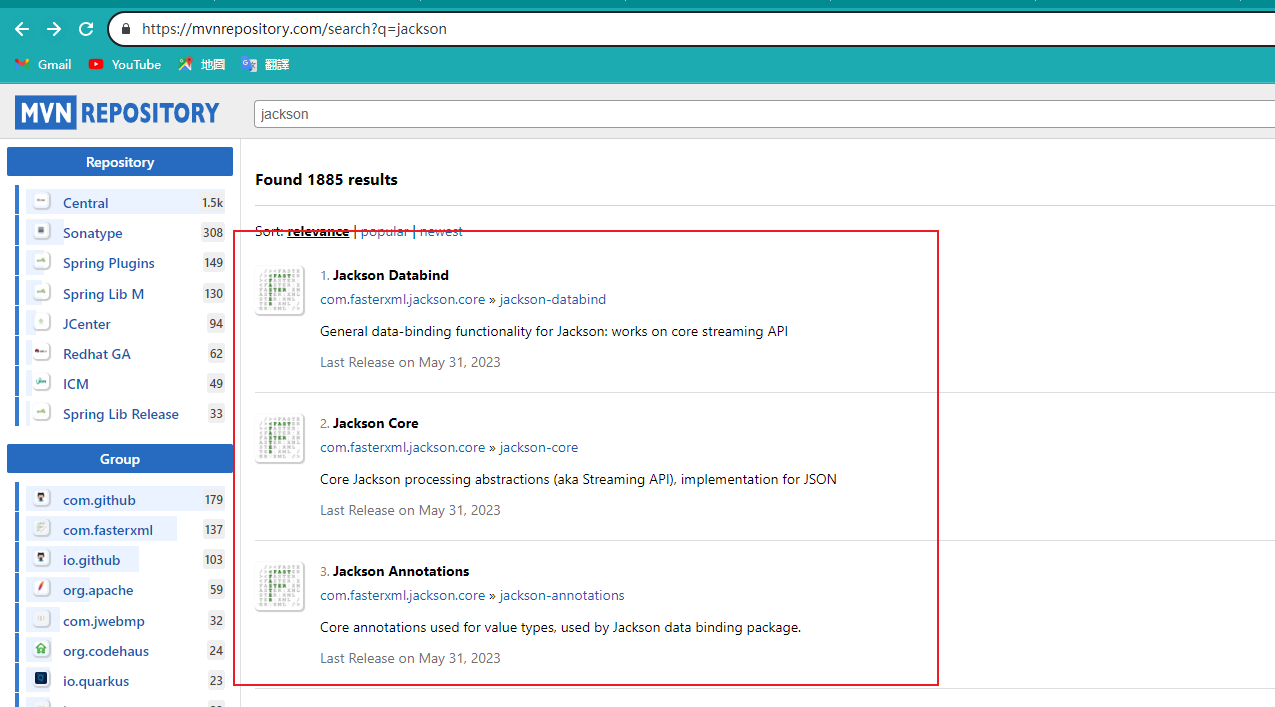 https://mvnrepository.com/search?q=jackson
Gmail YouTube 地圖 翻譯
MVN REPOSITORY
jackson
Repository
Central 1.5k
Sonatype 308
Spring Plugins 149
Spring Lib M 130
JCenter 94
Redhat GA 62
ICM 49
Spring Lib Release 33
Group
com.github 179
com.fasterxml 137
io.github 103
org.apache 59
com.jwebmp 32
org.codehaus 24
io.quarkus 23
Found 1885 results
Sort: relevance | popular | newest
1. Jackson Databind
com.fasterxml.jackson.core » jackson-databind
General data-binding functionality for Jackson: works on core streaming API
Last Release on May 31, 2023
2. Jackson Core
com.fasterxml.jackson.core » jackson-core
Core Jackson processing abstractions (aka Streaming API), implementation for JSON
Last Release on May 31, 2023
3. Jackson Annotations
com.fasterxml.jackson.core » jackson-annotations
Core annotations used for value types, used by Jackson data binding package.
Last Release on May 31, 2023